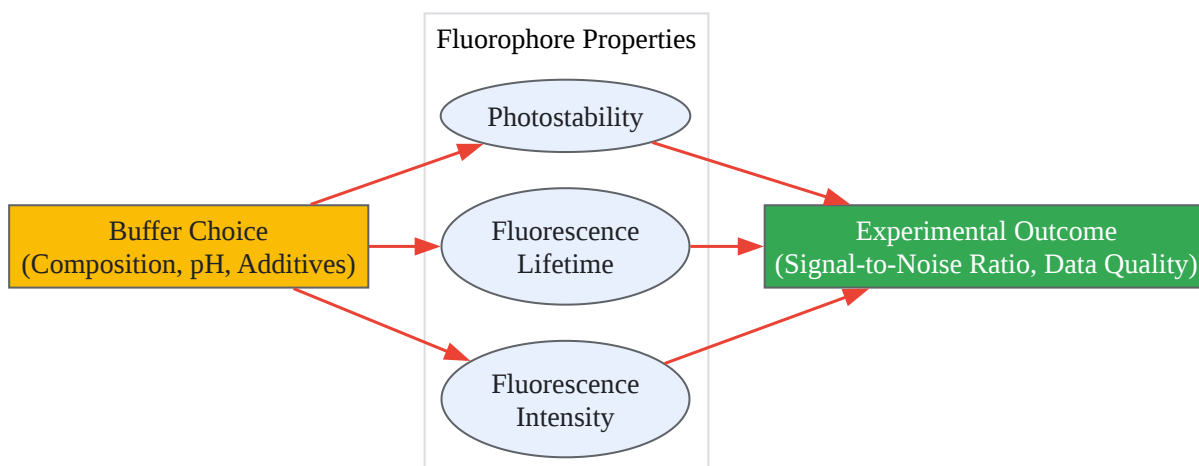 Fluorophore Properties
Photostability
Buffer Choice
(Composition, pH, Additives)
Fluorescence
Lifetime
Experimental Outcome
(Signal-to-Noise Ratio, Data Quality)
Fluorescence
Intensity